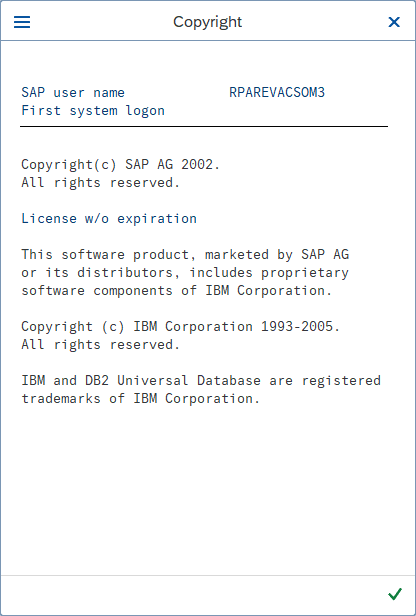 Copyright
SAP user name RPAREVACSOM3
First system logon
Copyright(c) SAP AG 2002.
All rights reserved.
License w/o expiration
This software product, marketed by SAP AG
or its distributors, includes proprietary
software components of IBM Corporation.
Copyright (c) IBM Corporation 1993-2005.
All rights reserved.
IBM and DB2 Universal Database are registered
trademarks of IBM Corporation.